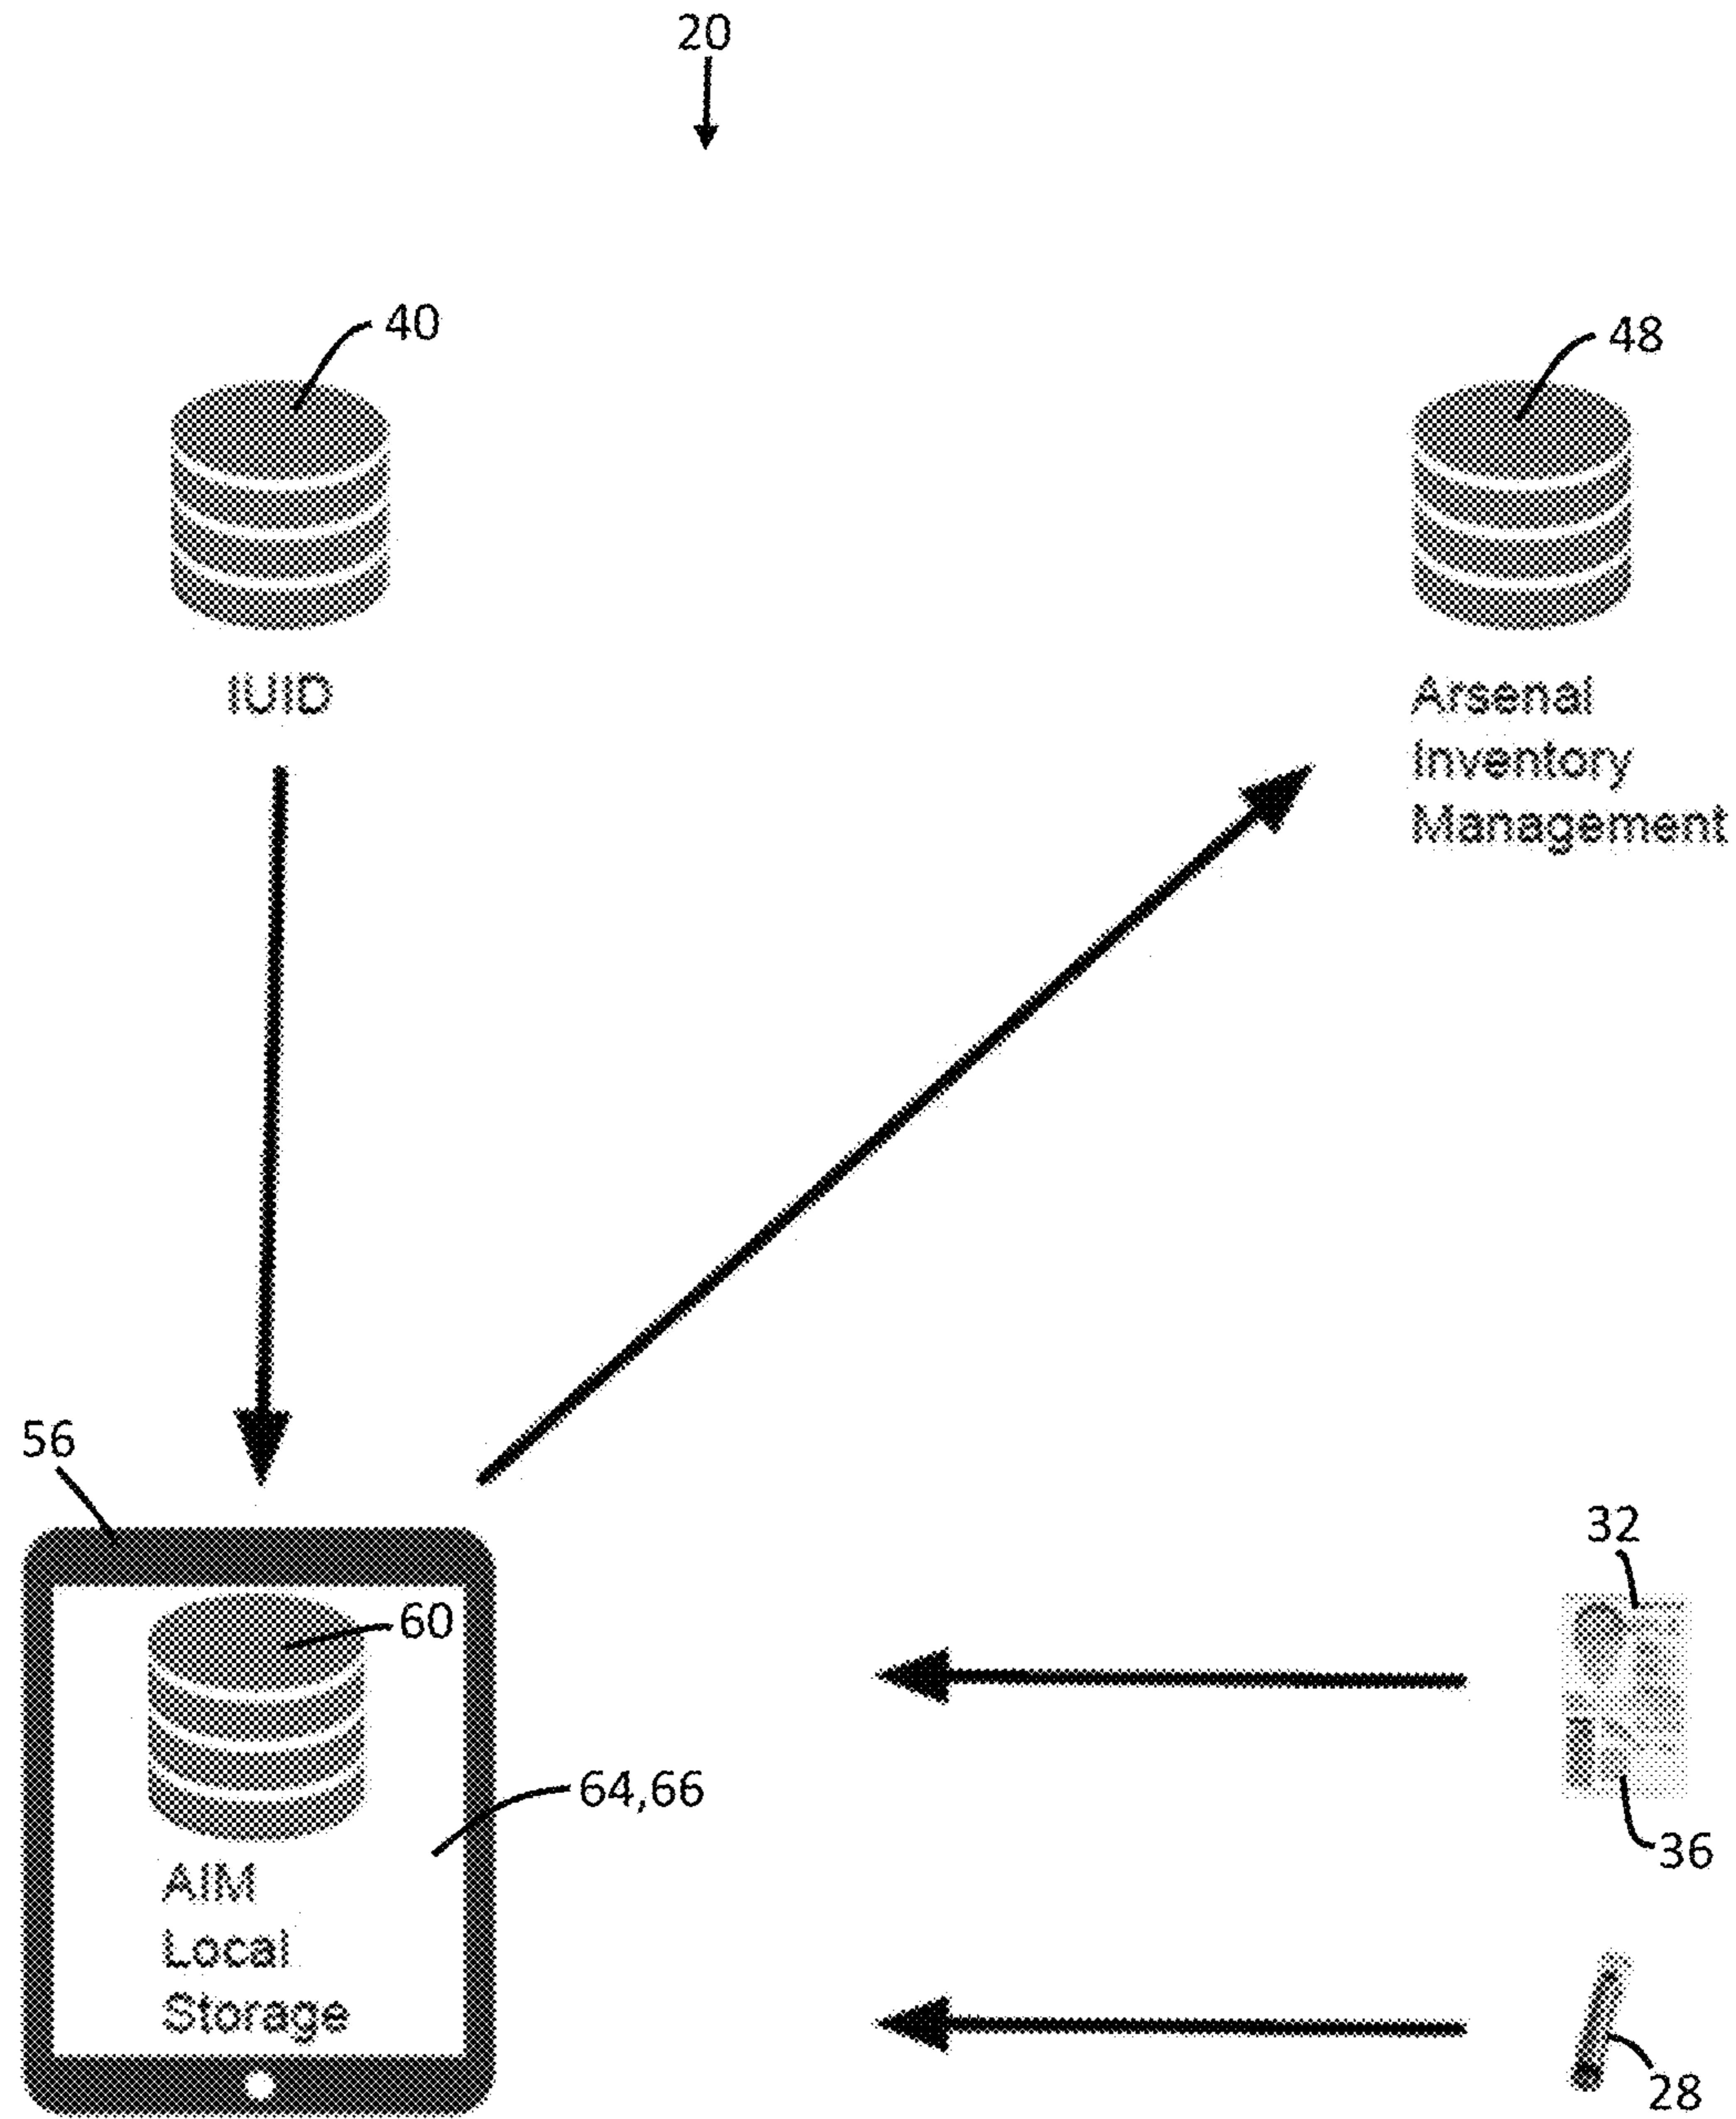 20
40
48
IUID
Arsenal
Inventory
Management
56
32
60
64,66
36
AIM
Local
Storage
28